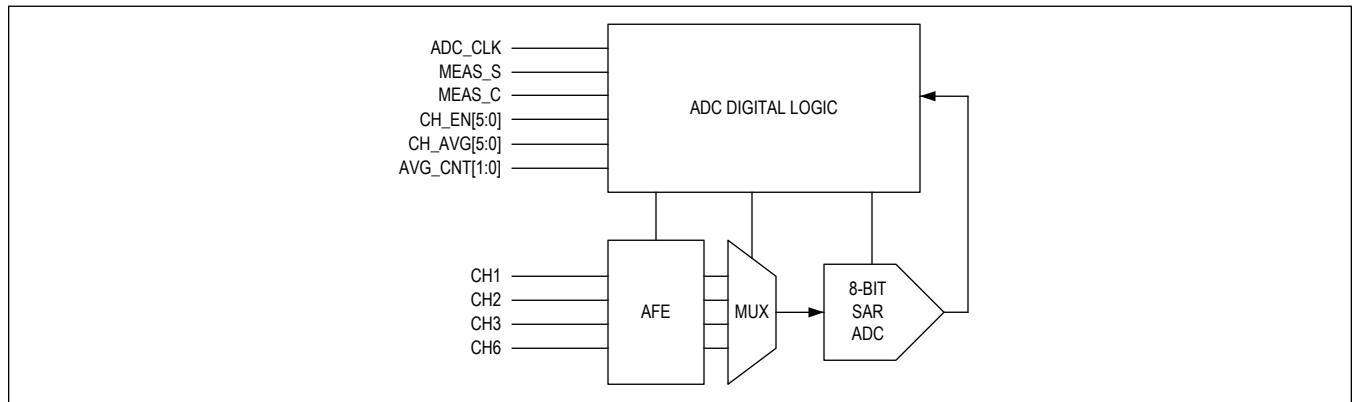 ADC_CLK
MEAS_S
MEAS_C
CH_EN[5:0]
CH_AVG[5:0]
AVG_CNT[1:0]
ADC DIGITAL LOGIC
CH1
CH2
CH3
CH6
AFE
MUX
8-BIT
SAR
ADC